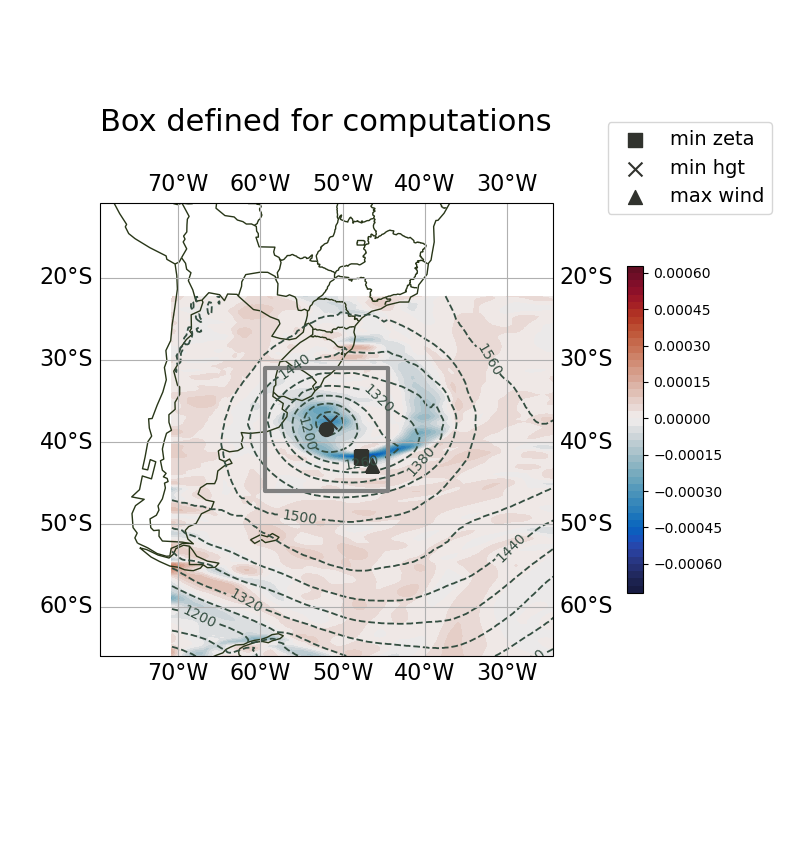 Box defined for computations
min zeta
min hgt
max wind
70°W 60°W 50°W 40°W 30°W
20°S 20°S
30°S 30°S
40°S 40°S
50°S 50°S
60°S 60°S
70°W 60°W 50°W 40°W 30°W
1560
1440
1320
1200
1380
1500
1440
1320
1200
0.00060
0.00045
0.00030
0.00015
0.00000
−0.00015
−0.00030
−0.00045
−0.00060